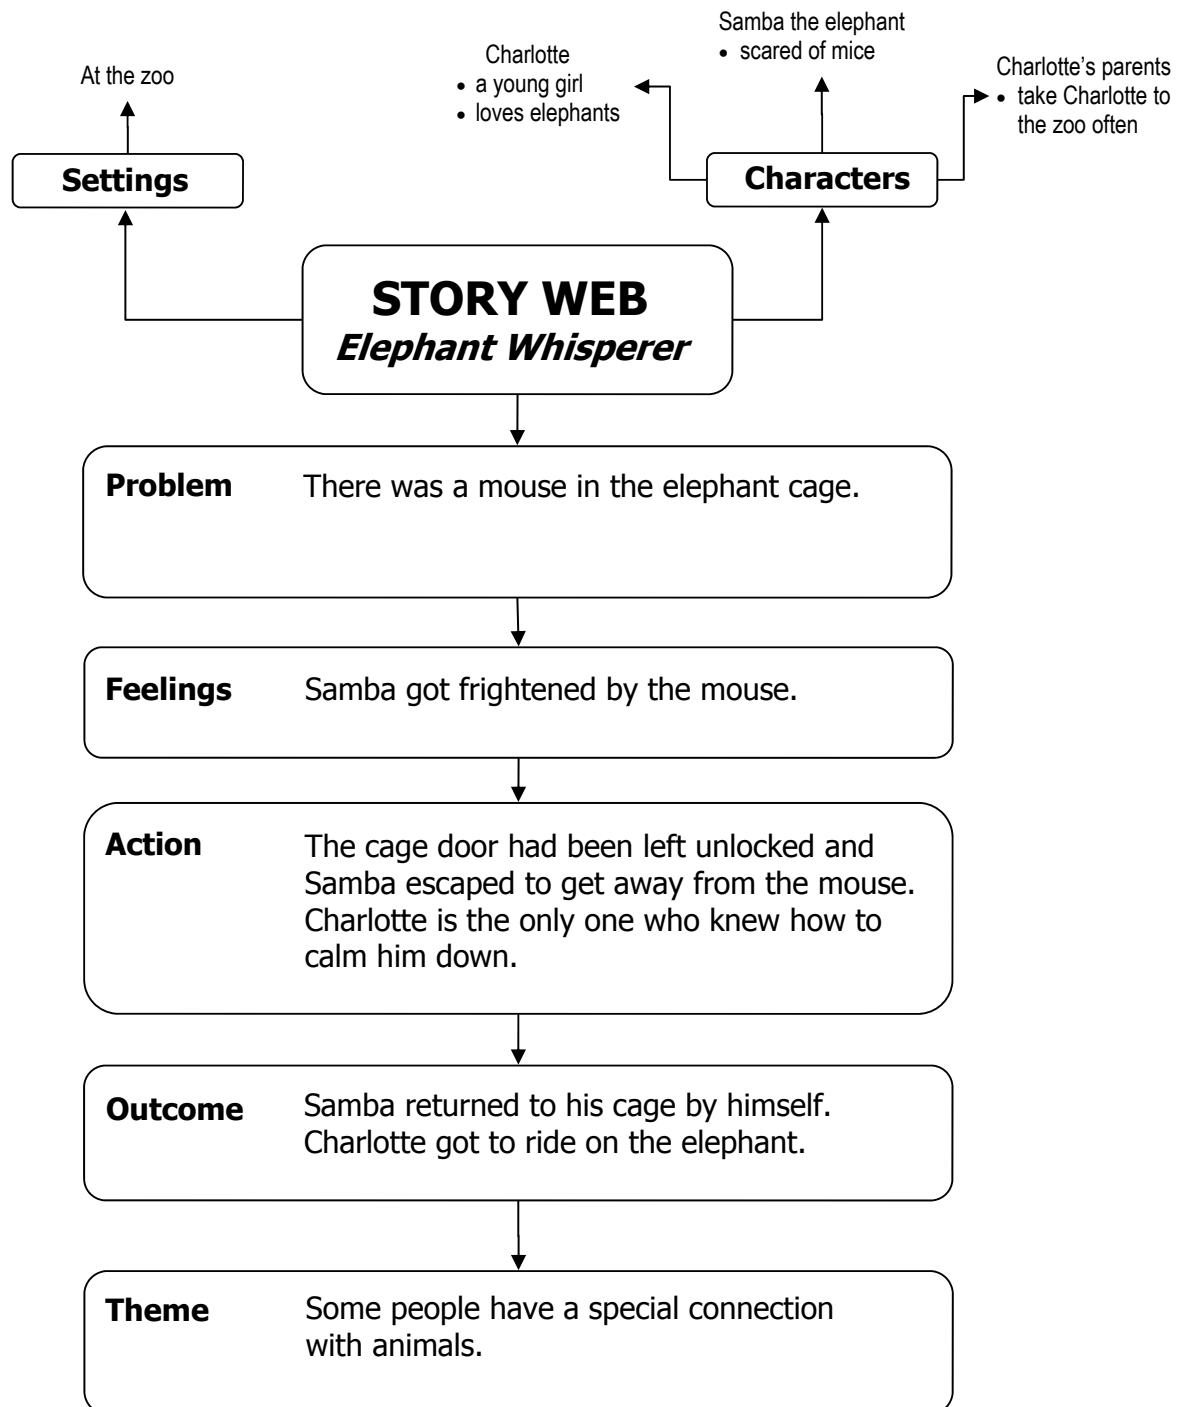 At the zoo
Settings
Charlotte
• a young girl
• loves elephants
Samba the elephant
• scared of mice
Charlotte’s parents
• take Charlotte to
the zoo often
Characters
STORY WEB
Elephant Whisperer
Problem There was a mouse in the elephant cage.
Feelings Samba got frightened by the mouse.
Action The cage door had been left unlocked and
Samba escaped to get away from the mouse.
Charlotte is the only one who knew how to
calm him down.
Outcome Samba returned to his cage by himself.
Charlotte got to ride on the elephant.
Theme Some people have a special connection
with animals.